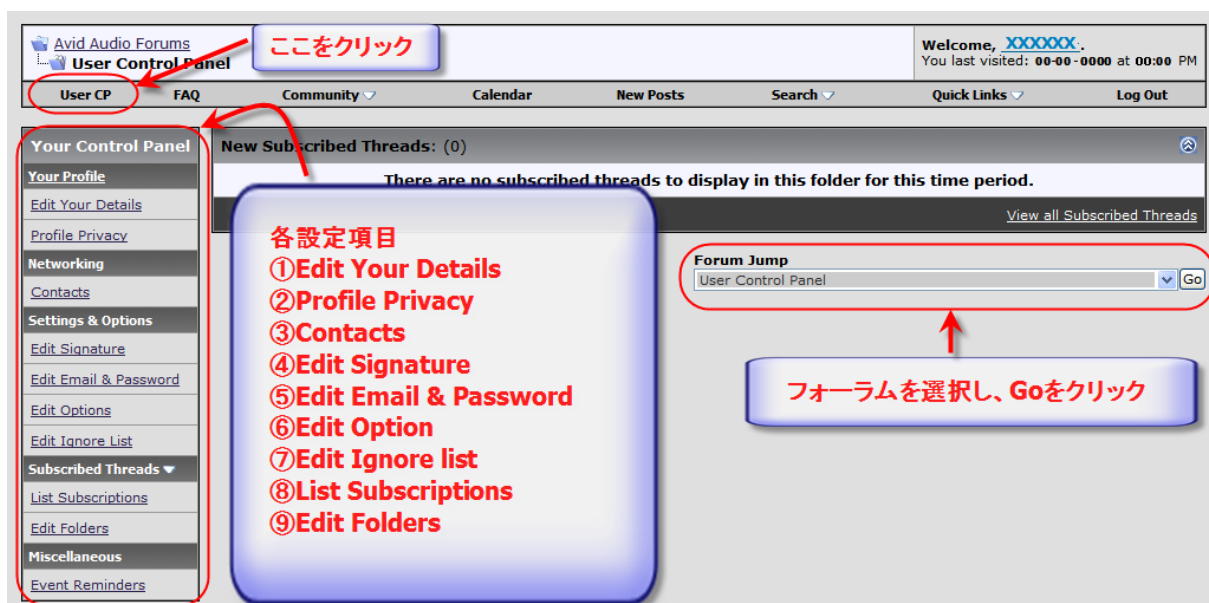 Avid Audio Forums
User Control Panel
ここをクリック
Welcome, XXXXXX.
You last visited: 00-00-0000 at 00:00 PM
User CP FAQ Community Calendar New Posts Search Quick Links Log Out
Your Control Panel
Your Profile
Edit Your Details
Profile Privacy
Networking
Contacts
Settings & Options
Edit Signature
Edit Email & Password
Edit Options
Edit Ignore List
Subscribed Threads
List Subscriptions
Edit Folders
Miscellaneous
Event Reminders
New Subscribed Threads: (0)
There are no subscribed threads to display in this folder for this time period.
View all Subscribed Threads
各設定項目
①Edit Your Details
②Profile Privacy
③Contacts
④Edit Signature
⑤Edit Email & Password
⑥Edit Option
⑦Edit Ignore list
⑧List Subscriptions
⑨Edit Folders
Forum Jump
User Control Panel Go
フォーラムを選択し、Goをクリック